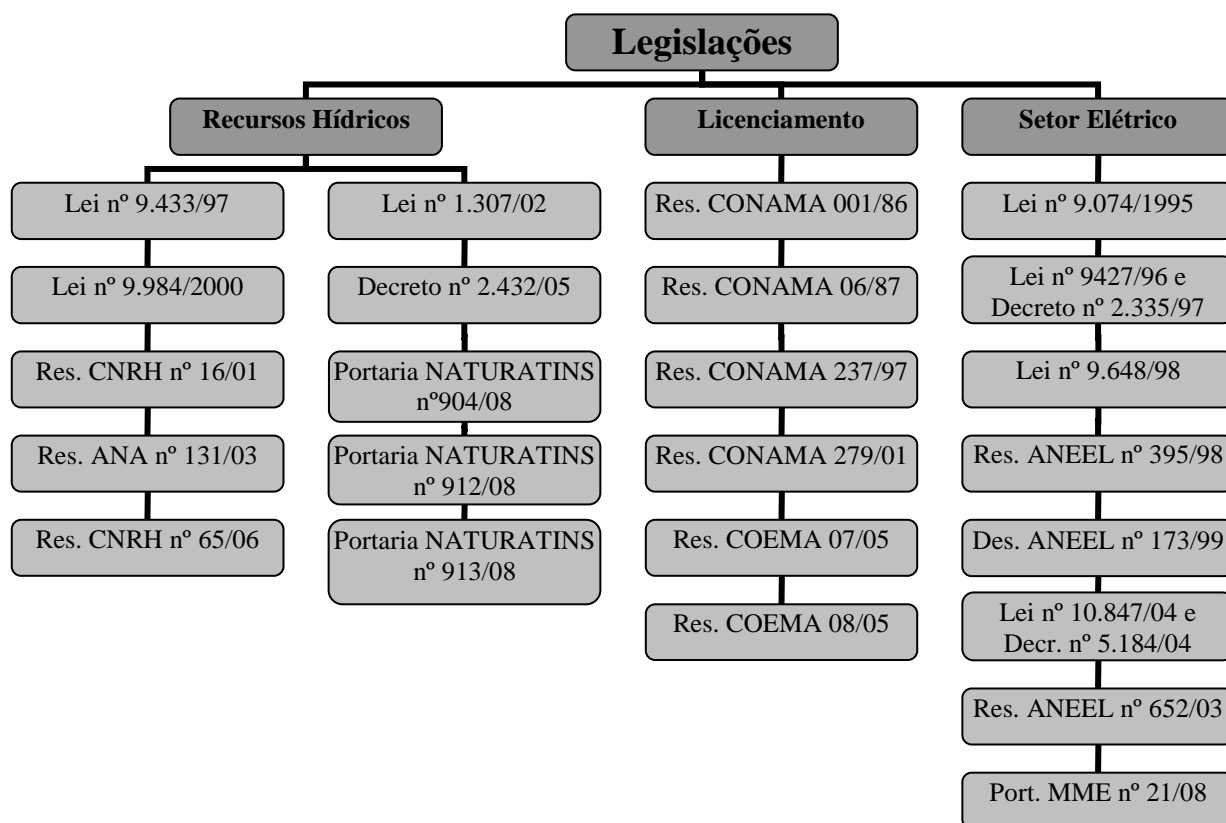 Legislações
Recursos Hídricos
Lei nº 9.433/97
Lei nº 9.984/2000
Res. CNRH nº 16/01
Res. ANA nº 131/03
Res. CNRH nº 65/06
Lei nº 1.307/02
Decreto nº 2.432/05
Portaria NATURATINS
nº904/08
Portaria NATURATINS
nº 912/08
Portaria NATURATINS
nº 913/08
Licenciamento
Res. CONAMA 001/86
Res. CONAMA 06/87
Res. CONAMA 237/97
Res. CONAMA 279/01
Res. COEMA 07/05
Res. COEMA 08/05
Setor Elétrico
Lei nº 9.074/1995
Lei nº 9427/96 e
Decreto nº 2.335/97
Lei nº 9.648/98
Res. ANEEL nº 395/98
Des. ANEEL nº 173/99
Lei nº 10.847/04 e
Decr. nº 5.184/04
Res. ANEEL nº 652/03
Port. MME nº 21/08